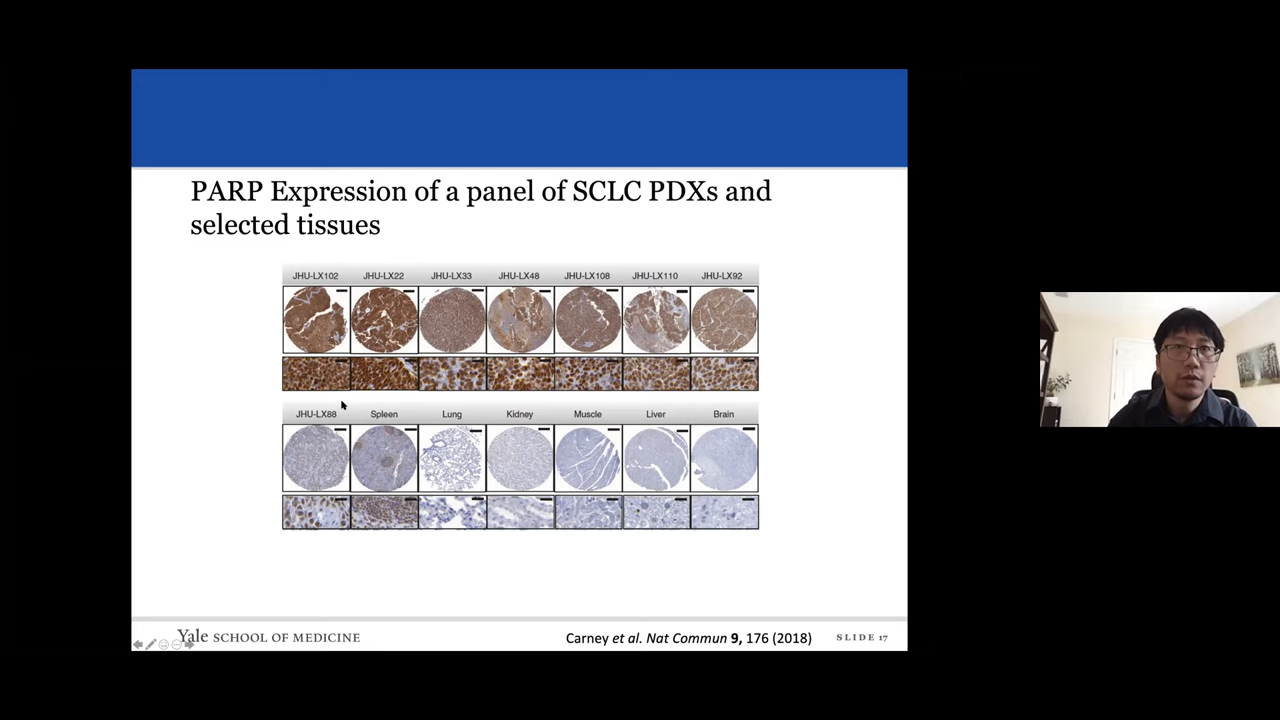 PARP Expression of a panel of SCLC PDXs and
selected tissues
JHU-LX102 JHU-LX22 JHU-LX33 JHU-LX48 JHU-LX108 JHU-LX110 JHU-LX92
JHU-LX88 Spleen Lung Kidney Muscle Liver Brain
Yale SCHOOL OF MEDICINE
Carney et al. Nat Commun 9, 176 (2018)
SLIDE 17